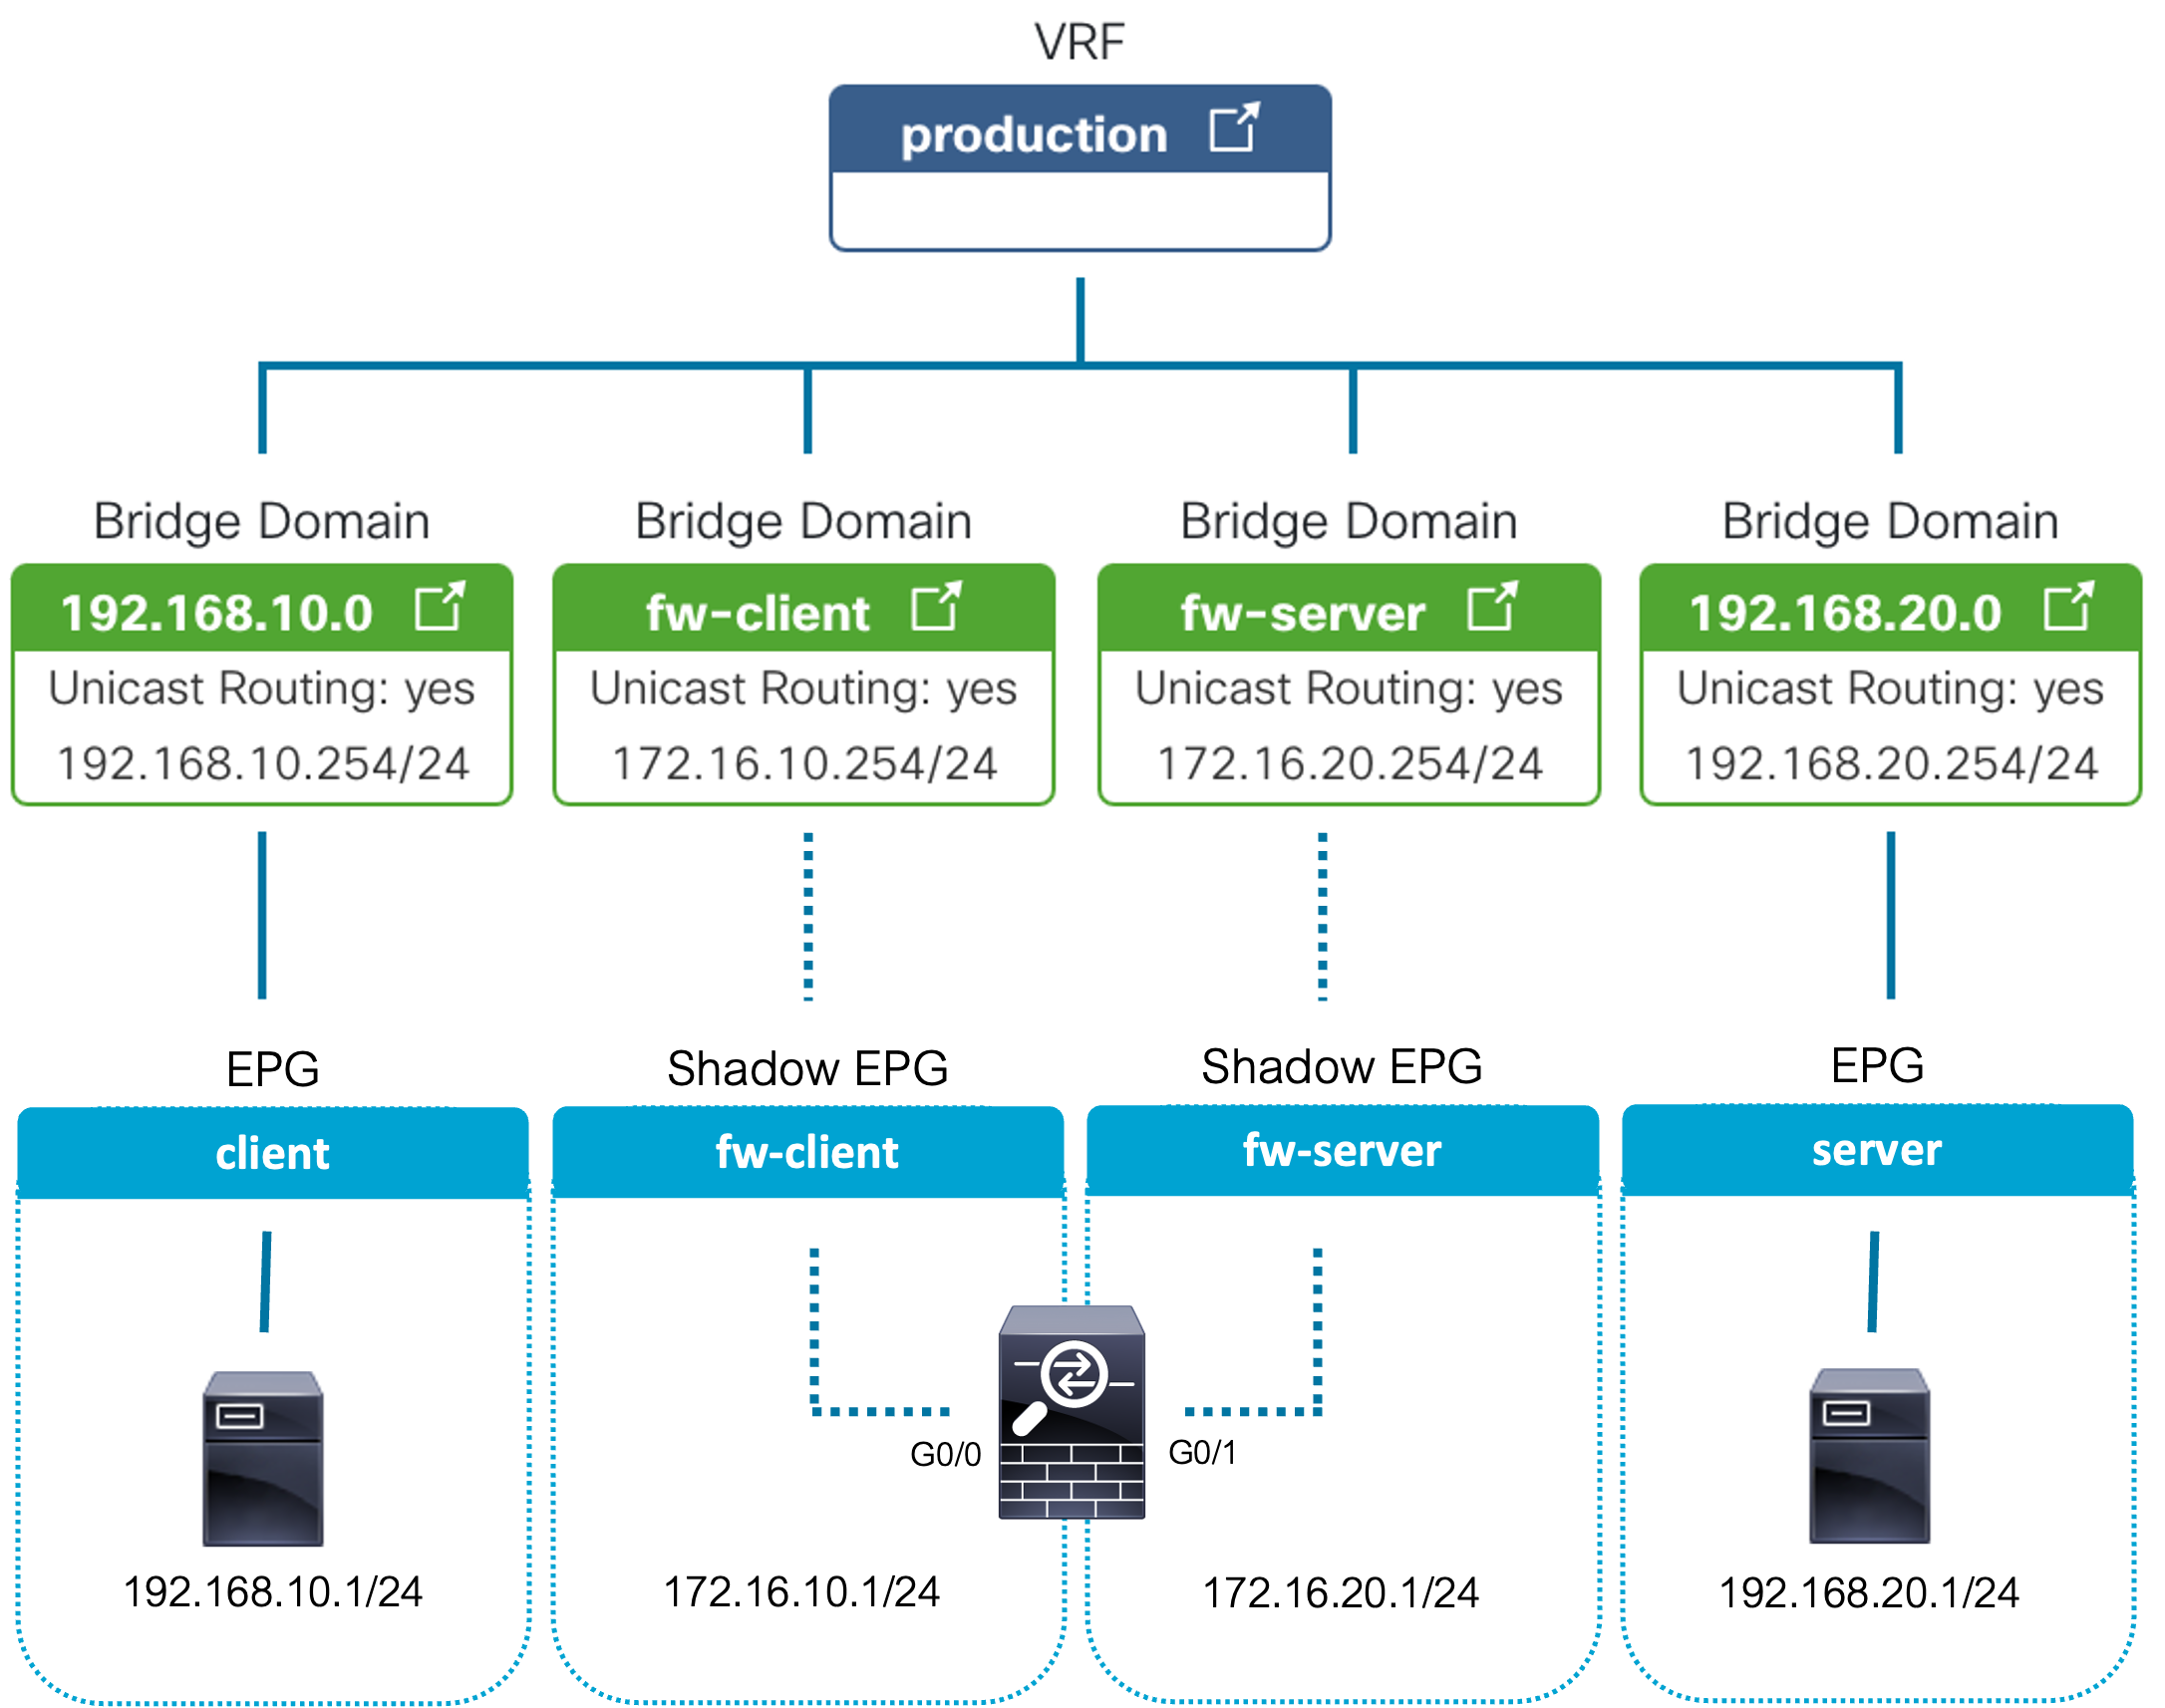 VRF
production
Bridge Domain
192.168.10.0
Unicast Routing: yes
192.168.10.254/24
Bridge Domain
fw-client
Unicast Routing: yes
172.16.10.254/24
Bridge Domain
fw-server
Unicast Routing: yes
172.16.20.254/24
Bridge Domain
192.168.20.0
Unicast Routing: yes
192.168.20.254/24
EPG
client
192.168.10.1/24
Shadow EPG
fw-client
G0/0
172.16.10.1/24
Shadow EPG
fw-server
G0/1
172.16.20.1/24
EPG
server
192.168.20.1/24